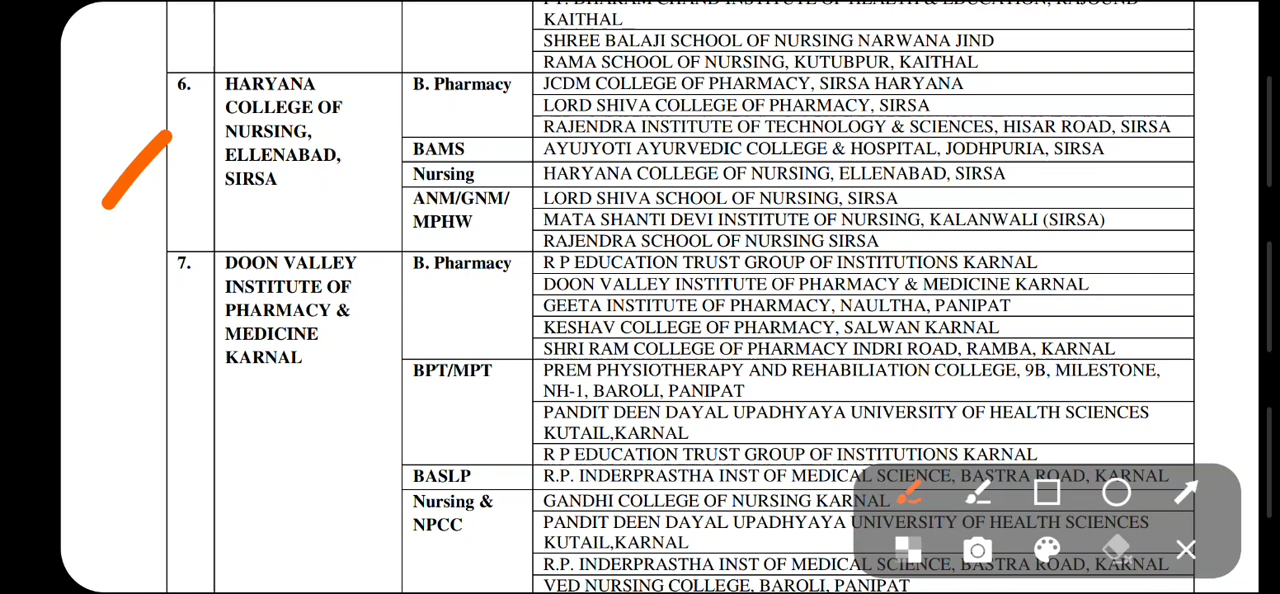 PT. DHARAM CHAND INSTITUTE OF HEALTH & EDUCATION, RAJOUND
KAITHAL
SHREE BALAJI SCHOOL OF NURSING NARWANA JIND
RAMA SCHOOL OF NURSING, KUTUBPUR, KAITHAL
6. HARYANA COLLEGE OF NURSING, ELLENABAD, SIRSA
B. Pharmacy
JCDM COLLEGE OF PHARMACY, SIRSA HARYANA
LORD SHIVA COLLEGE OF PHARMACY, SIRSA
RAJENDRA INSTITUTE OF TECHNOLOGY & SCIENCES, HISAR ROAD, SIRSA
BAMS
AYUJYOTI AYURVEDIC COLLEGE & HOSPITAL, JODHPURIA, SIRSA
Nursing
HARYANA COLLEGE OF NURSING, ELLENABAD, SIRSA
ANM/GNM/
MPHW
LORD SHIVA SCHOOL OF NURSING, SIRSA
MATA SHANTI DEVI INSTITUTE OF NURSING, KALANWALI (SIRSA)
RAJENDRA SCHOOL OF NURSING SIRSA
7. DOON VALLEY
INSTITUTE OF
PHARMACY &
MEDICINE
KARNAL
B. Pharmacy
R P EDUCATION TRUST GROUP OF INSTITUTIONS KARNAL
DOON VALLEY INSTITUTE OF PHARMACY & MEDICINE KARNAL
GEETA INSTITUTE OF PHARMACY, NAULTHA, PANIPAT
KESHAV COLLEGE OF PHARMACY, SALWAN KARNAL
SHRI RAM COLLEGE OF PHARMACY INDRI ROAD, RAMBA, KARNAL
BPT/MPT
PREM PHYSIOTHERAPY AND REHABILIATION COLLEGE, 9B, MILESTONE,
NH-1, BAROLI, PANIPAT
PANDIT DEEN DAYAL UPADHYAYA UNIVERSITY OF HEALTH SCIENCES
KUTAIL,KARNAL
R P EDUCATION TRUST GROUP OF INSTITUTIONS KARNAL
BASLP
R.P. INDERPRASTHA INST OF MEDICAL SCIENCE, BASTRA ROAD, KARNAL
Nursing &
NPCC
GANDHI COLLEGE OF NURSING KARNAL
PANDIT DEEN DAYAL UPADHYAYA UNIVERSITY OF HEALTH SCIENCES
KUTAIL,KARNAL
R.P. INDERPRASTHA INST OF MEDICAL SCIENCE, BASTRA ROAD, KARNAL
VED NURSING COLLEGE, BAROLI, PANIPAT